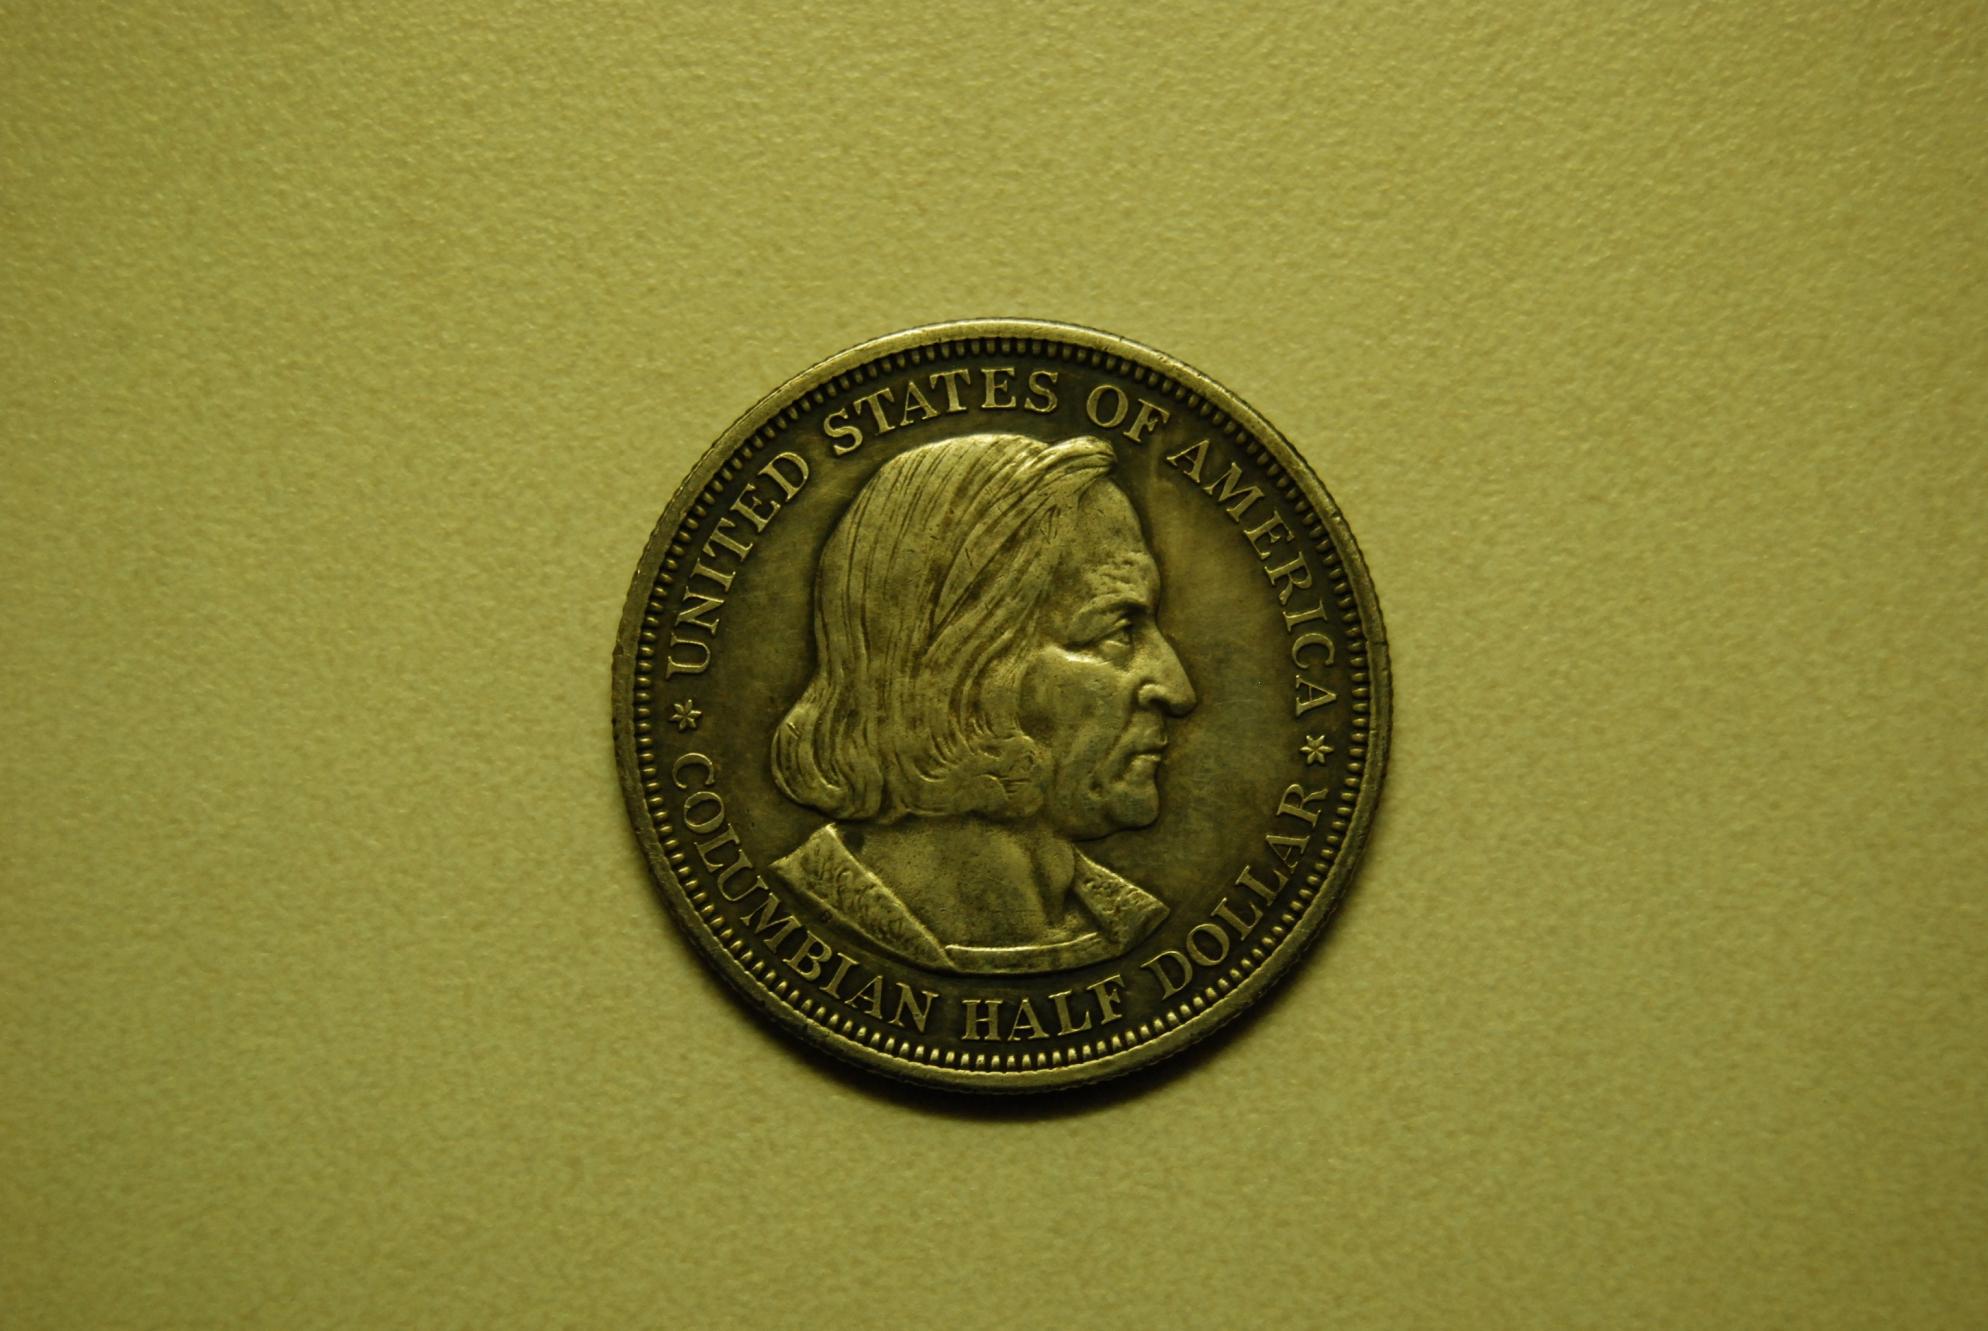 UNITED STATES OF AMERICA
COLUMBIAN HALF DOLLAR